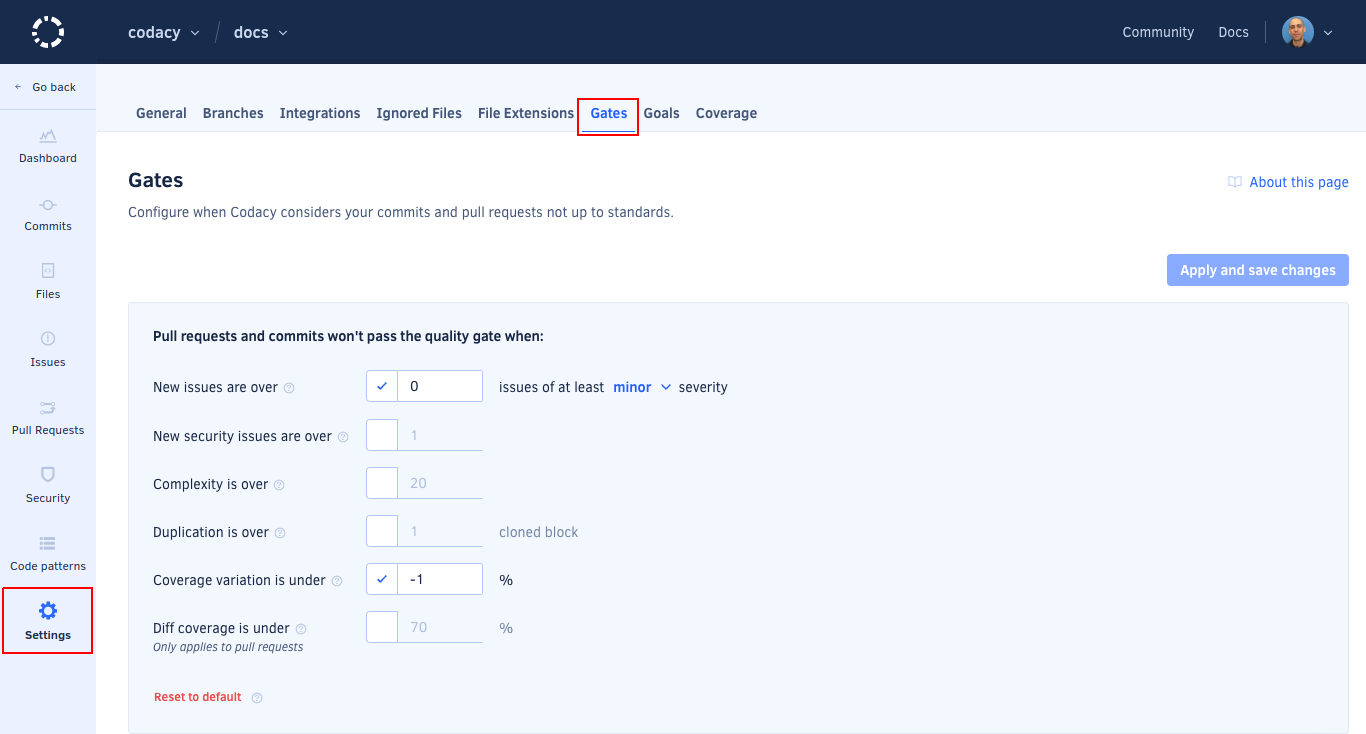 codacy / docs
Community Docs
← Go back
General Branches Integrations Ignored Files File Extensions Gates Goals Coverage
Dashboard
Commits
Files
Issues
Pull Requests
Security
Code patterns
Settings
Gates
About this page
Configure when Codacy considers your commits and pull requests not up to standards.
Apply and save changes
Pull requests and commits won't pass the quality gate when:
New issues are over ? 0 issues of at least minor severity
New security issues are over ? 1
Complexity is over ? 20
Duplication is over ? 1 cloned block
Coverage variation is under ? -1 %
Diff coverage is under ? 70 %
Only applies to pull requests
Reset to default ?